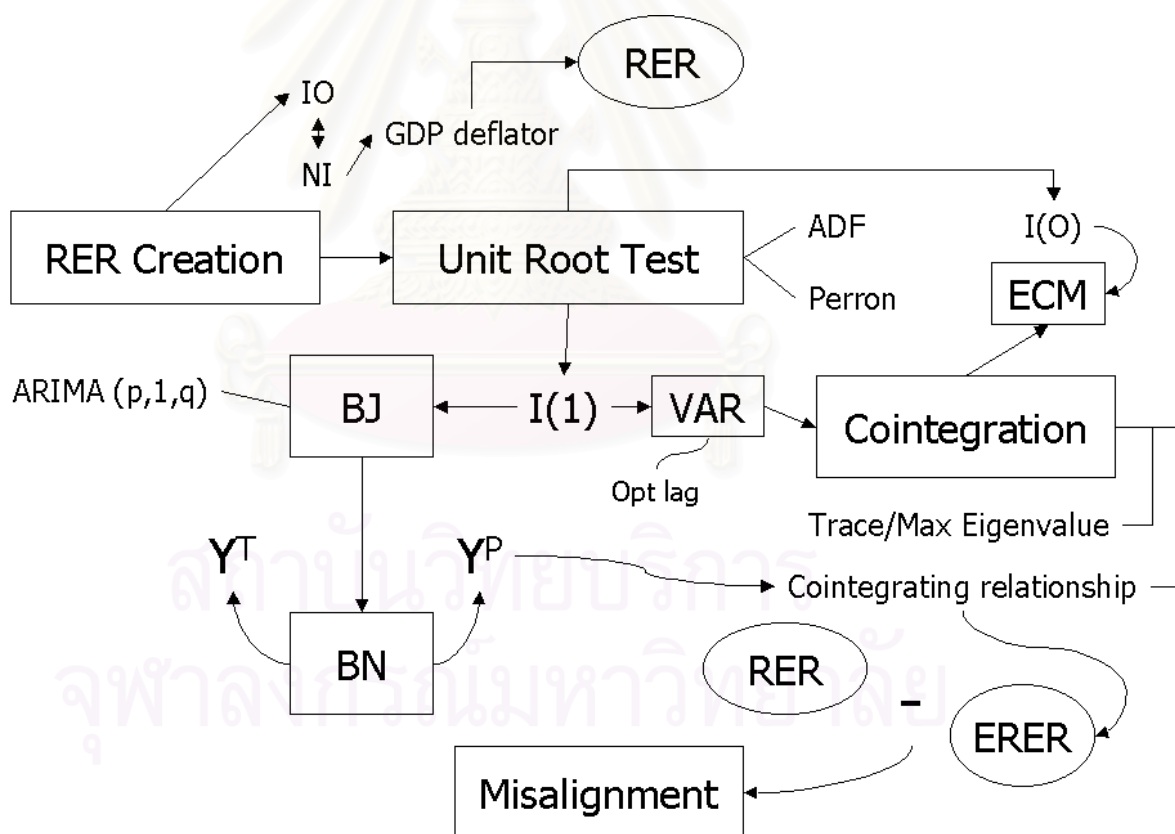 RER
IO
GDP deflator
NI
RER Creation
Unit Root Test
ADF
Perron
I(O)
ECM
ARIMA (p,1,q)
BJ
I(1)
VAR
Cointegration
Opt lag
Trace/Max Eigenvalue
Y^T
Y^P
Cointegrating relationship
BN
RER
-
ERER
Misalignment
สถาบันวิทยบริการ
จุฬาลงกรณ์มหาวิทยาลัย